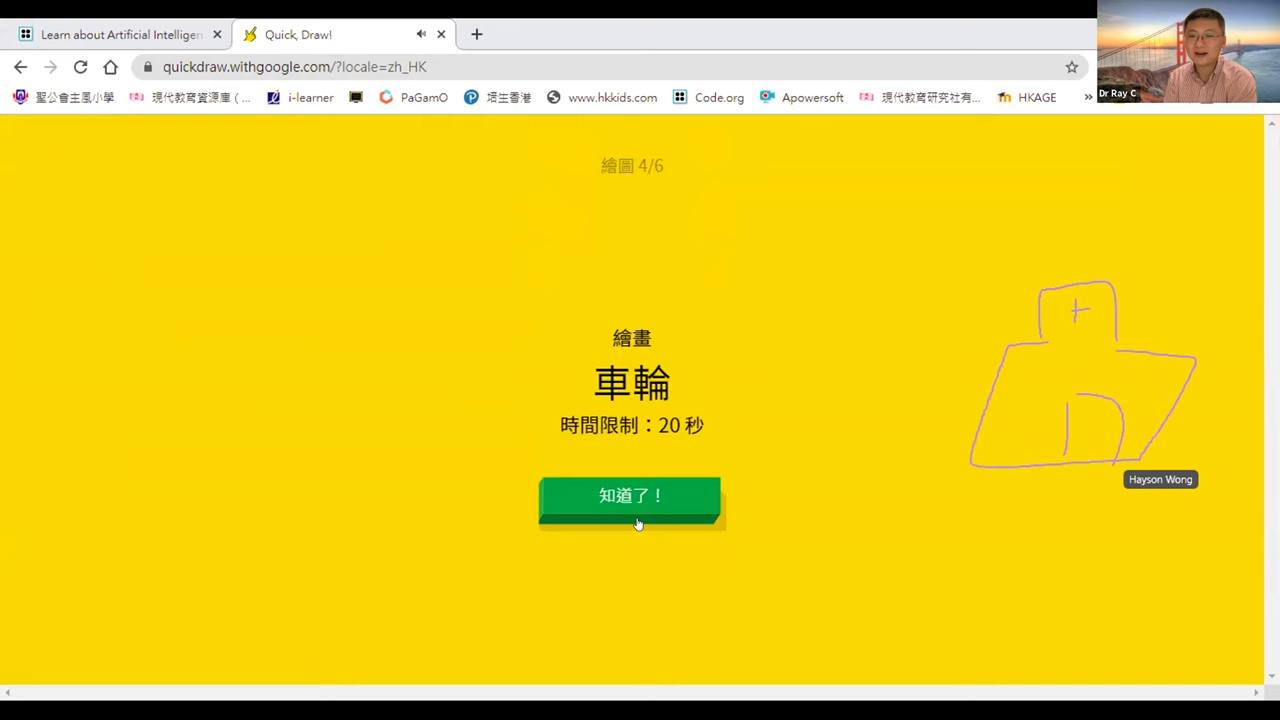 Learn about Artificial Intelligen
Quick, Draw!
quickdraw.withgoogle.com/?locale=zh_HK
Dr Ray C
聖公會主風小學
現代教育資源庫 (...
i-learner
PaGamO
培生香港
www.hkkids.com
Code.org
Apowersoft
現代教育研究社有...
HKAGE
»
繪圖 4/6
繪畫
車輪
時間限制：20 秒
知道了！
Hayson Wong